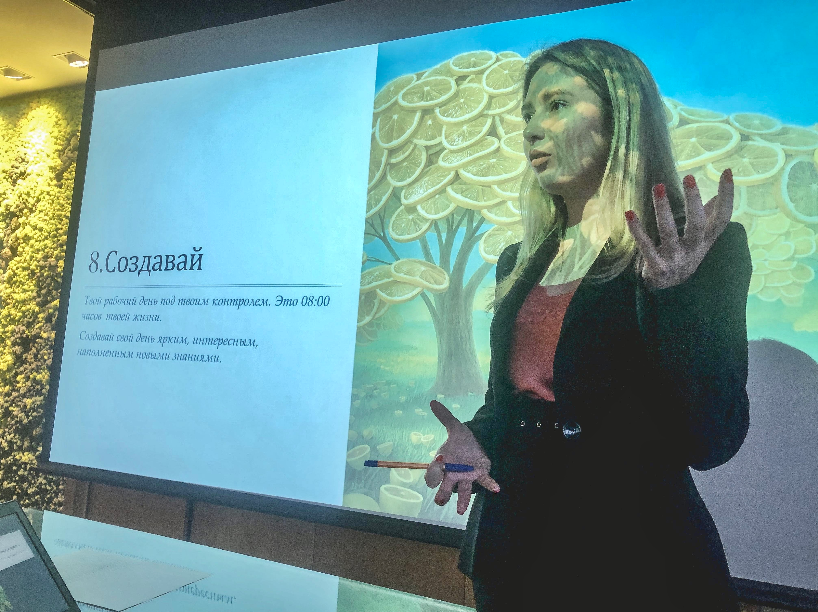 8.Создавай
Твой рабочий день под твоим контролем. Это 08:00
часов твоей жизни.
Создавай свой день ярким, интересным,
наполненным новыми знаниями.